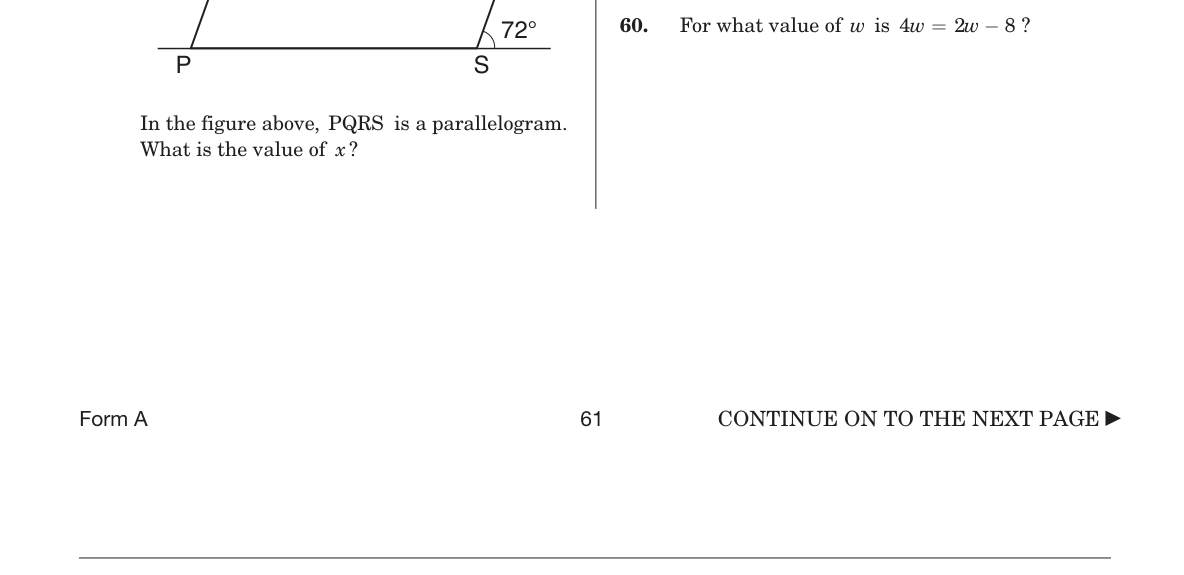 72°
P
S
In the figure above, PQRS is a parallelogram.
What is the value of x?
60. For what value of w is 4w = 2w – 8 ?
Form A
61
CONTINUE ON TO THE NEXT PAGE ►